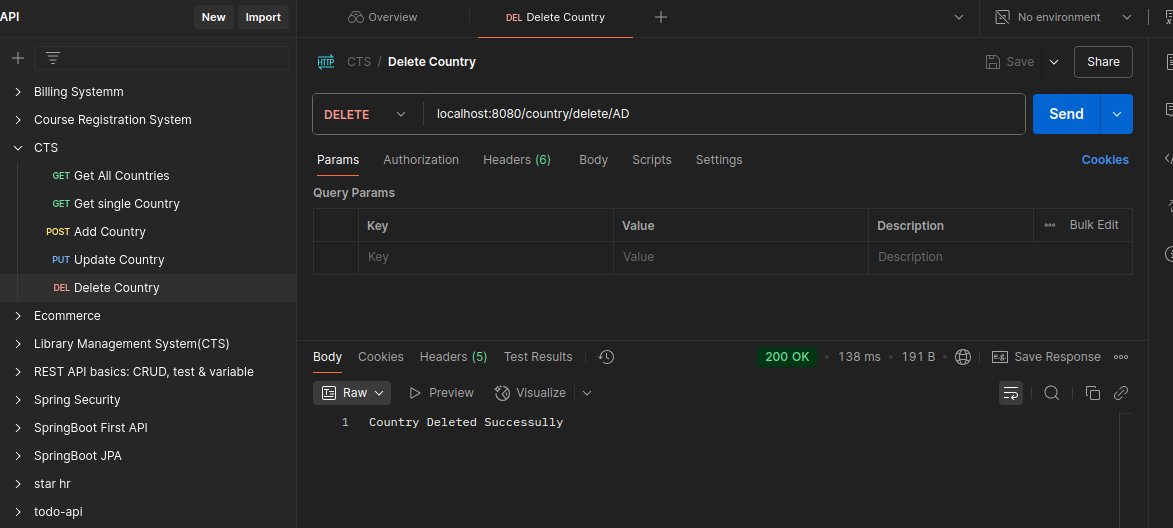 API
New
Import
Overview
DEL Delete Country
No environment
HTTP
CTS / Delete Country
Save
Share
Billing Systemm
Course Registration System
CTS
GET Get All Countries
GET Get single Country
POST Add Country
PUT Update Country
DEL Delete Country
Ecommerce
Library Management System(CTS)
REST API basics: CRUD, test & variable
Spring Security
SpringBoot First API
SpringBoot JPA
star hr
todo-api
DELETE
localhost:8080/country/delete/AD
Send
Params Authorization Headers (6) Body Scripts Settings
Cookies
Query Params
Key Value Description
Bulk Edit
Key Value Description
Body Cookies Headers (5) Test Results
200 OK • 138 ms • 191 B
e.g. Save Response
Raw Preview Visualize
1 Country Deleted Successully